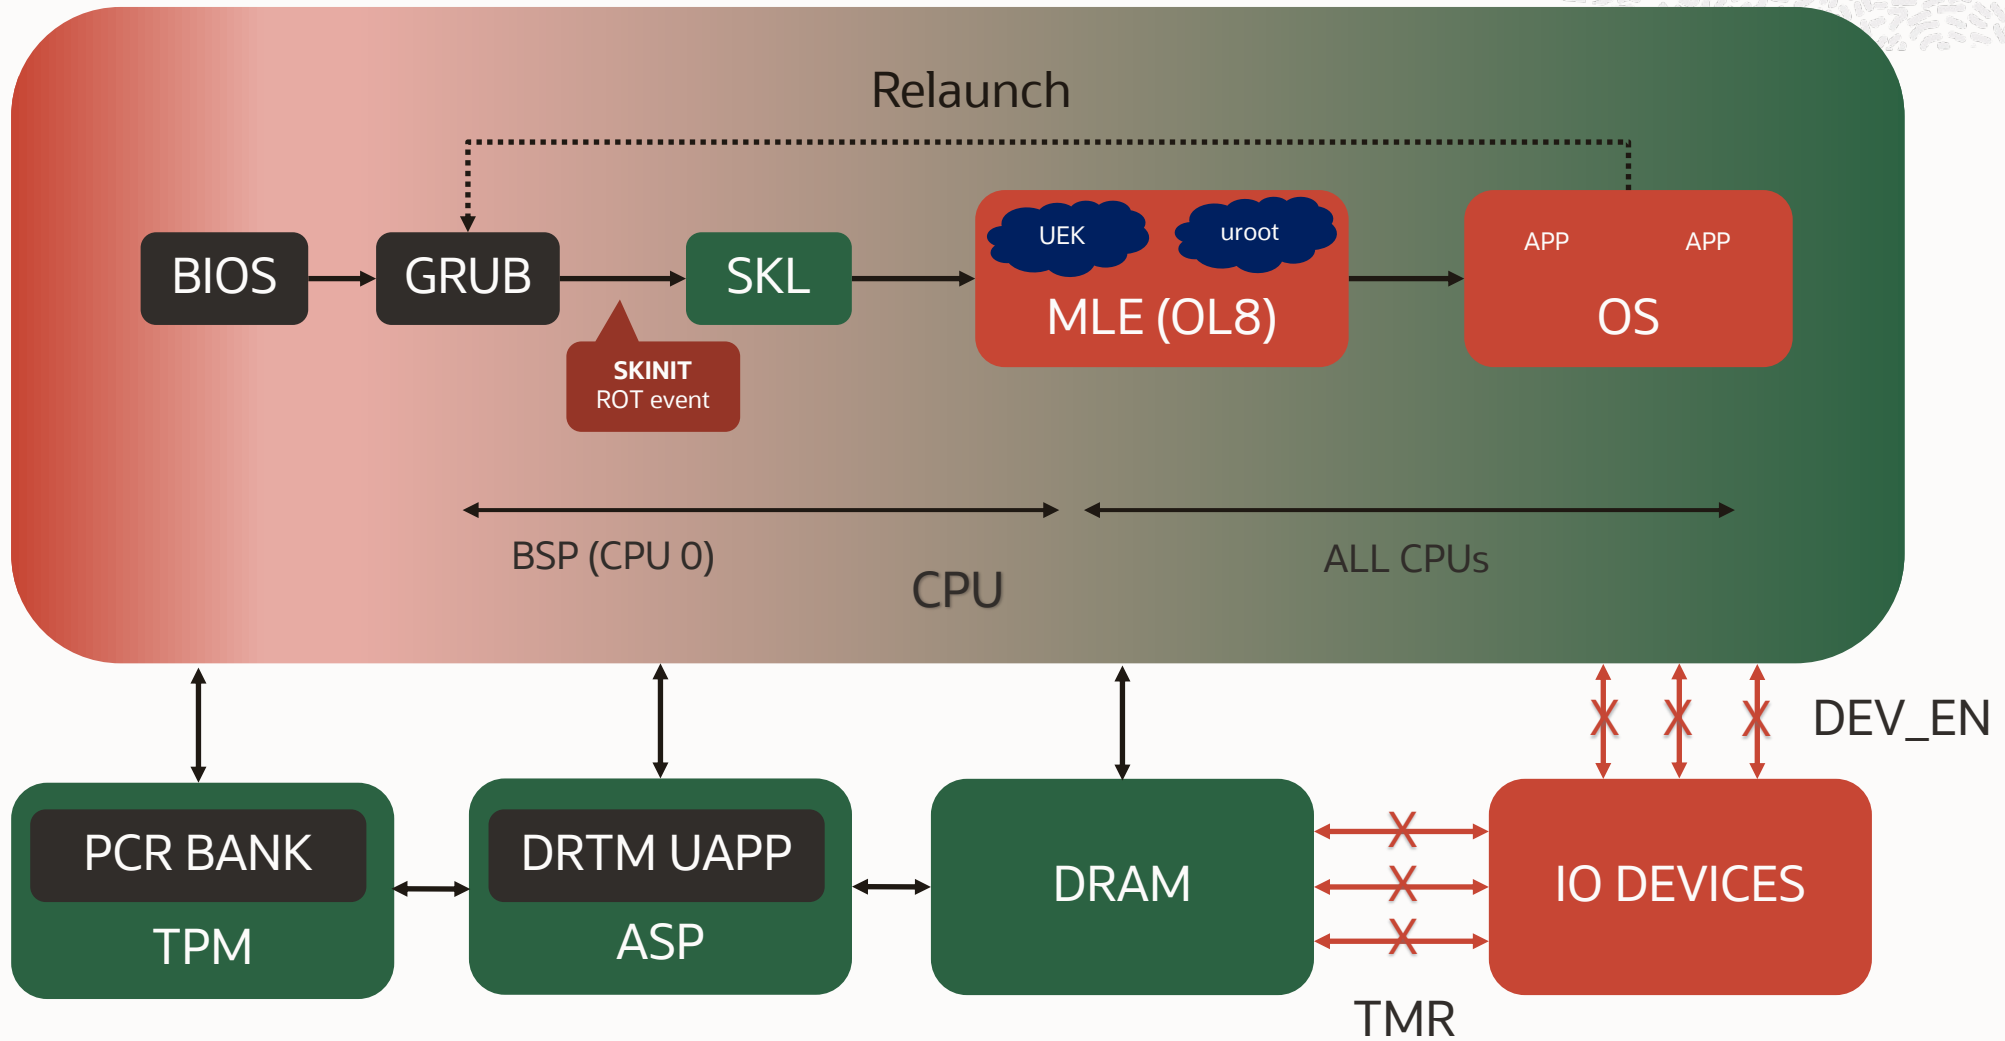 Relaunch
BIOS
GRUB
SKL
UEK
uroot
MLE (OL8)
APP
APP
OS
SKINIT
ROT event
BSP (CPU 0)
ALL CPUs
CPU
DEV_EN
X
X
X
PCR BANK
TPM
DRTM UAPP
ASP
DRAM
X
X
X
IO DEVICES
TMR